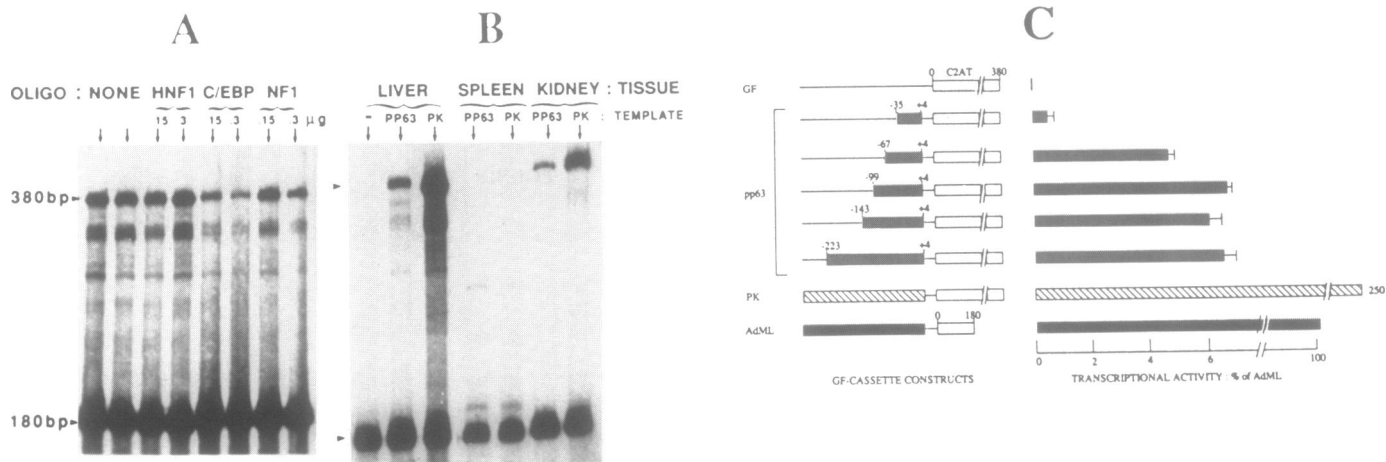 A
OLIGO : NONE HNF1 C/EBP NF1
.15 .3 .15 .3 .15 .3 µg
380bp
180bp
B
LIVER SPLEEN KIDNEY : TISSUE
- PP63 PK PP63 PK PP63 PK : TEMPLATE
C
0 C2AT 380
GF
-35 +4
-67 +4
-99 +4
pp63
-143 +4
-223 +4
PK
250
0 180
AdML
0 2 4 6 100
GF-CASSETTE CONSTRUCTS
TRANSCRIPTIONAL ACTIVITY : % of AdML